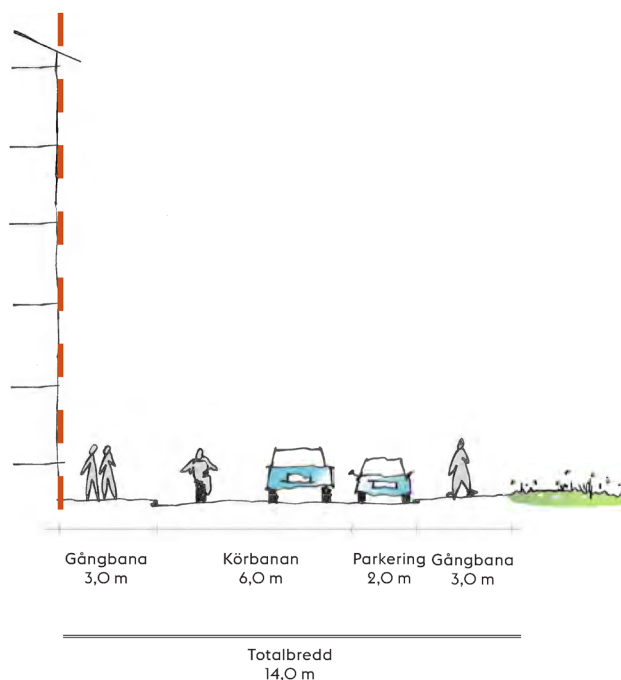 Gångbana
3,0 m
Körbanan
6,0 m
Parkering
2,0 m
Gångbana
3,0 m
Totalbredd
14,0 m